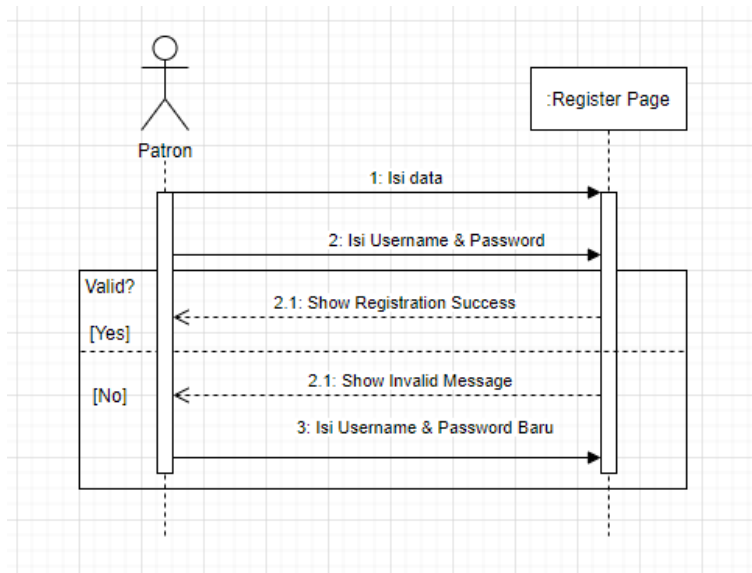 :Register Page
Patron
1: Isi data
2: Isi Username & Password
Valid?
2.1: Show Registration Success
[Yes]
2.1: Show Invalid Message
[No]
3: Isi Username & Password Baru